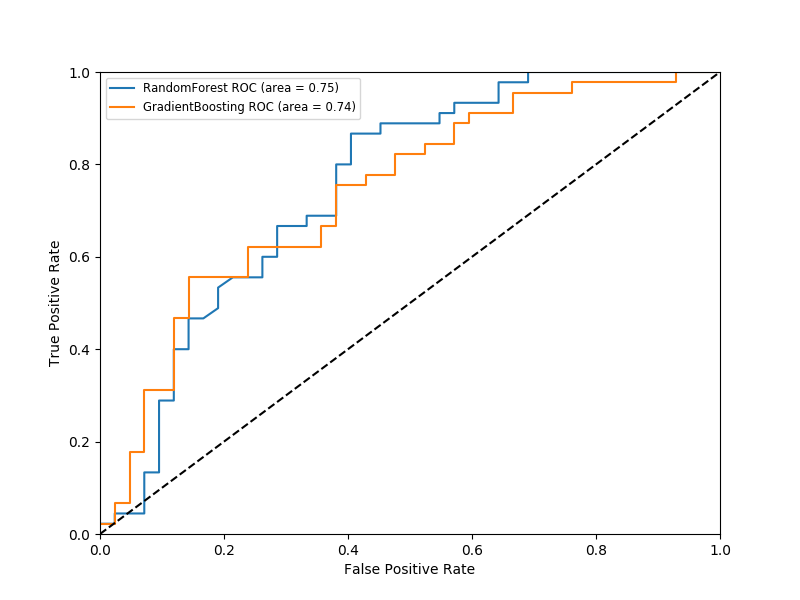 RandomForest ROC (area = 0.75)
GradientBoosting ROC (area = 0.74)
True Positive Rate
1.0
0.8
0.6
0.4
0.2
0.0
0.0 0.2 0.4 0.6 0.8 1.0
False Positive Rate